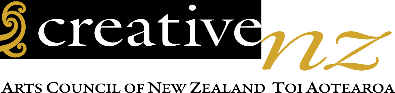 creative nz
ARTS COUNCIL OF NEW ZEALAND TOI AOTEAROA